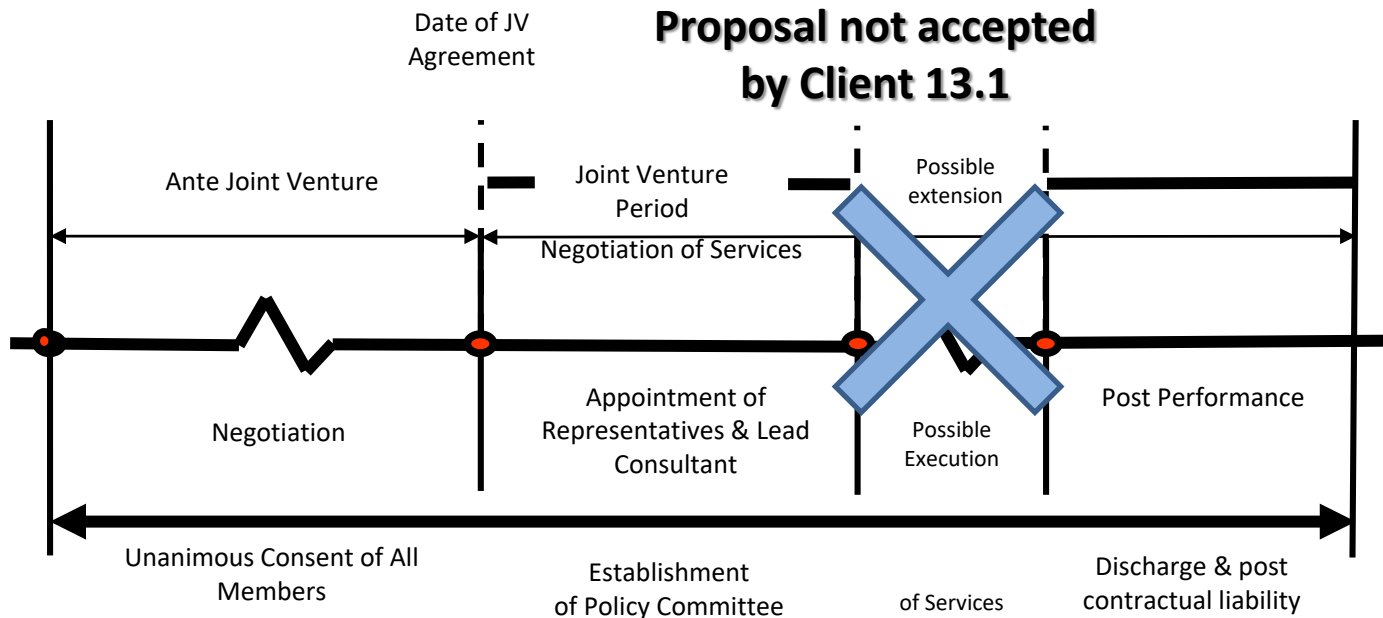 Date of JV
Agreement
Proposal not accepted
by Client 13.1
Ante Joint Venture
Joint Venture
Period
Possible
extension
Negotiation of Services
Negotiation
Appointment of
Representatives & Lead
Consultant
Possible
Execution
Post Performance
Unanimous Consent of All
Members
Establishment
of Policy Committee
of Services
Discharge & post
contractual liability